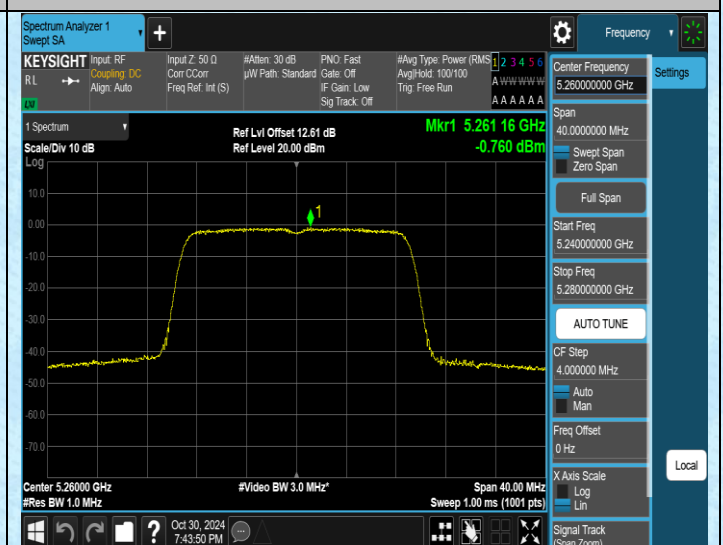 Spectrum Analyzer 1
Swept SA
+
Frequency
KEYSIGHT
R L
LW
Input: RF
Coupling: DC
Align: Auto
Input Z: 50 Ω
Corr CCorr
Freq Ref: Int (S)
#Atten: 30 dB
µW Path: Standard
PNO: Fast
Gate: Off
IF Gain: Low
Sig Track: Off
#Avg Type: Power (RMS
Avg|Hold: 100/100
Trig: Free Run
1 2 3 4 5 6
A W W W W W
A A A A A A
1 Spectrum
Scale/Div 10 dB
Log
Ref Lvl Offset 12.61 dB
Ref Level 20.00 dBm
Mkr1 5.261 16 GHz
-0.760 dBm
10.0
0.00
-10.0
-20.0
-30.0
-40.0
-50.0
-60.0
-70.0
1
Center 5.26000 GHz
#Res BW 1.0 MHz
#Video BW 3.0 MHz*
Span 40.00 MHz
Sweep 1.00 ms (1001 pts)
?
Oct 30, 2024
7:43:50 PM
Center Frequency
5.260000000 GHz
Span
40.0000000 MHz
Swept Span
Zero Span
Full Span
Start Freq
5.240000000 GHz
Stop Freq
5.280000000 GHz
AUTO TUNE
CF Step
4.000000 MHz
Auto
Man
Freq Offset
0 Hz
X Axis Scale
Log
Lin
Signal Track
(Span Zoom)
Settings
Local